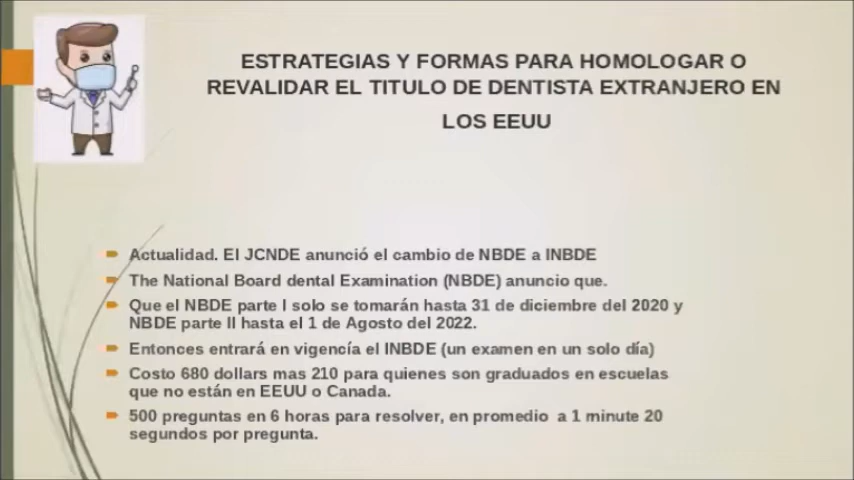 ESTRATEGIAS Y FORMAS PARA HOMOLOGAR O
REVALIDAR EL TITULO DE DENTISTA EXTRANJERO EN
LOS EEUU
Actualidad. El JCNDE anunció el cambio de NBDE a INBDE
The National Board dental Examination (NBDE) anuncio que.
Que el NBDE parte I solo se tomarán hasta 31 de diciembre del 2020 y
NBDE parte II hasta el 1 de Agosto del 2022.
Entonces entrará en vigencía el INBDE (un examen en un solo día)
Costo 680 dollars mas 210 para quienes son graduados en escuelas
que no están en EEUU o Canada.
500 preguntas en 6 horas para resolver, en promedio a 1 minute 20
segundos por pregunta.